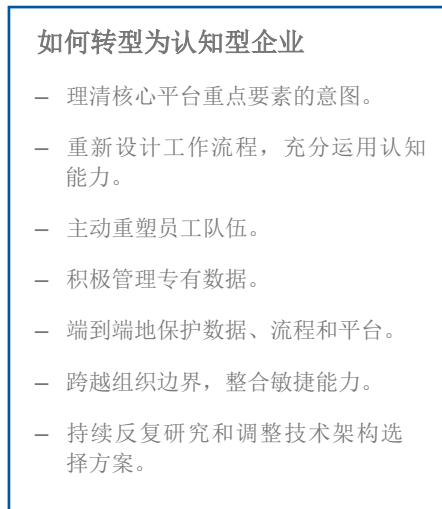 如何转型为认知型企业
– 理清核心平台重点要素的意图。
– 重新设计工作流程，充分运用认知
能力。
– 主动重塑员工队伍。
– 积极管理专有数据。
– 端到端地保护数据、流程和平台。
– 跨越组织边界，整合敏捷能力。
– 持续反复研究和调整技术架构选
择方案。